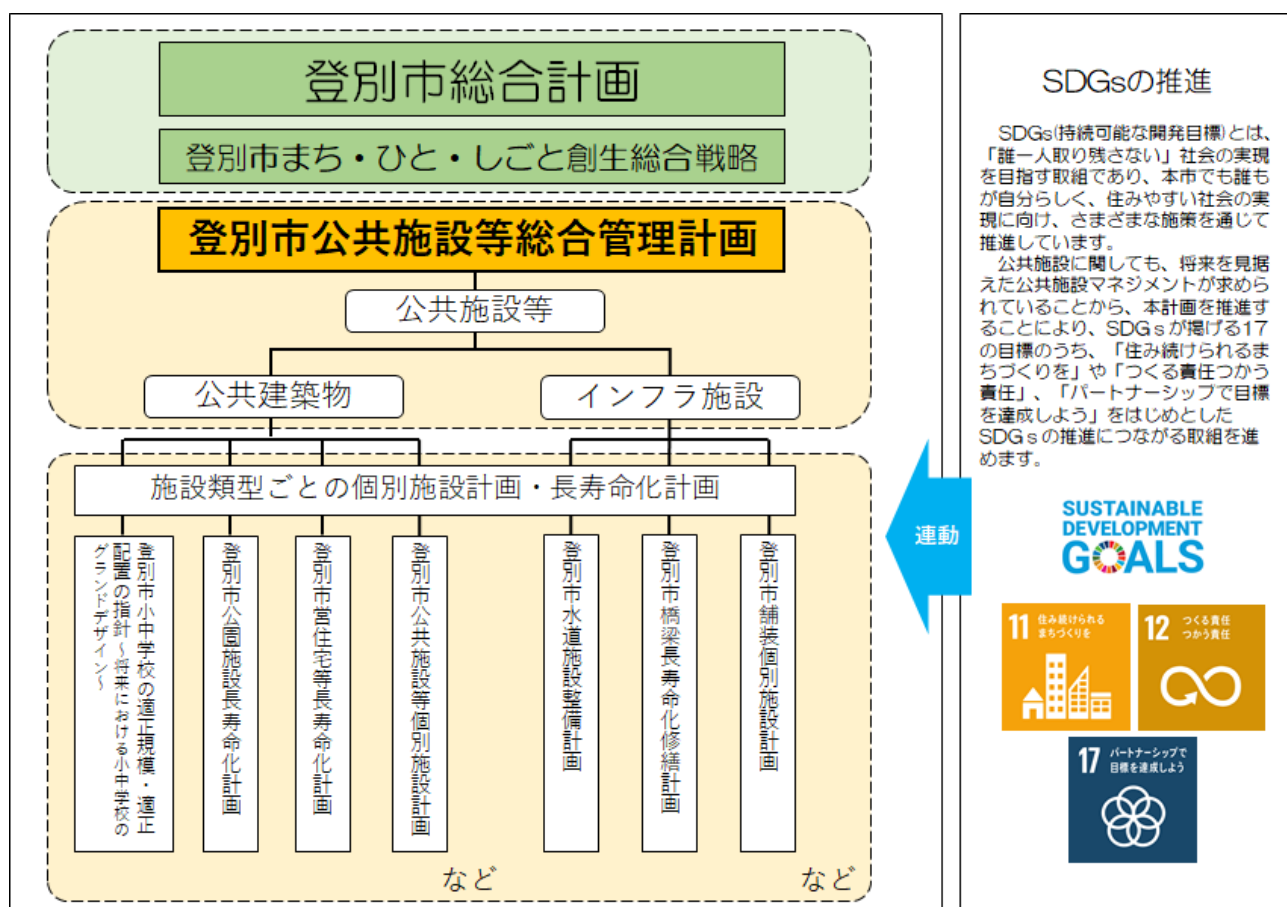 登別市総合計画
登別市まち・ひと・しごと創生総合戦略
登別市公共施設等総合管理計画
公共施設等
公共建築物
インフラ施設
施設類型ごとの個別施設計画・長寿命化計画
登別市小中学校の適正規模・適正
配置の指針～将来における小中学校の
グランドデザイン～
登別市公園施設長寿命化計画
登別市営住宅等長寿命化計画
登別市公共施設等個別施設計画
など
登別市水道施設整備計画
登別市橋梁長寿命化修繕計画
登別市舗装個別施設計画
など
連動
SDGsの推進
SDGs(持続可能な開発目標)とは、
「誰一人取り残さない」社会の実現
を目指す取組であり、本市でも誰も
が自分らしく、住みやすい社会の実
現に向け、さまざまな施策を通じて
推進しています。
公共施設に関しても、将来を見据
えた公共施設マネジメントが求めら
れていることから、本計画を推進す
ることにより、SDGｓが掲げる17
の目標のうち、「住み続けられるま
ちづくりを」や「つくる責任つかう
責任」、「パートナーシップで目標
を達成しよう」をはじめとした
SDGｓの推進につながる取組を進
めます。
SUSTAINABLE
DEVELOPMENT
GOALS
11 住み続けられる
まちづくりを
12 つくる責任
つかう責任
17 パートナーシップで
目標を達成しよう